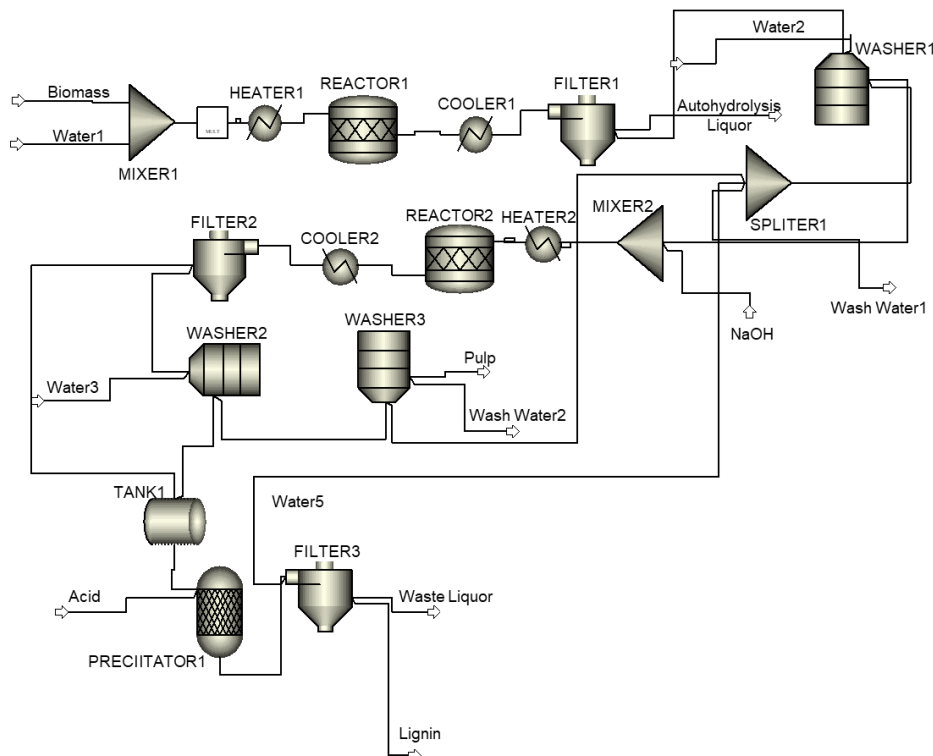 Water2
WASHER1
Biomass
HEATER1
REACTOR1
COOLER1
FILTER1
Autohydrolysis
Liquor
Water1
MIXER1
SPLITER1
FILTER2
COOLER2
REACTOR2
HEATER2
MIXER2
Wash Water1
NaOH
WASHER2
WASHER3
Pulp
Water3
Wash Water2
TANK1
Water5
FILTER3
Acid
Waste Liquor
PRECIITATOR1
Lignin